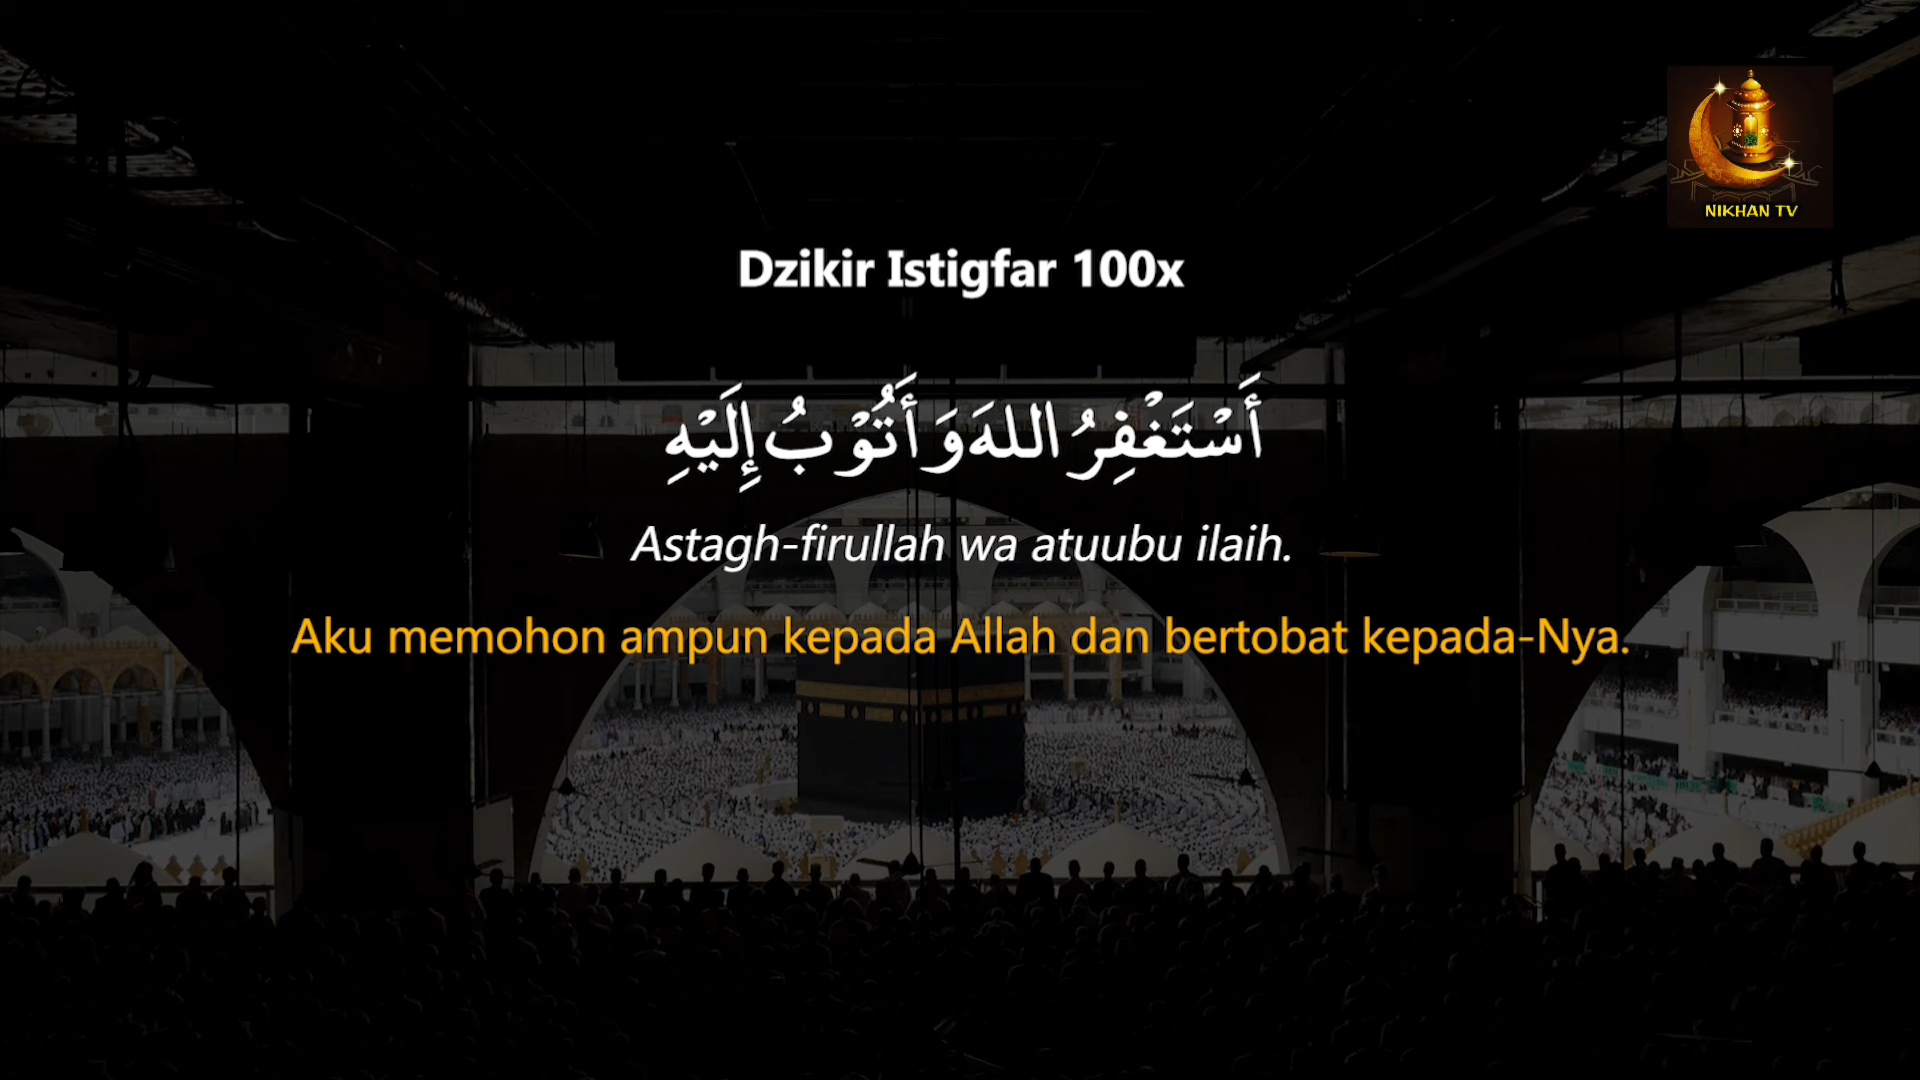 NIKHAN TV
Dzikir Istigfar 100x
أَسْتَغْفِرُ اللهَ وَ أَتُوْبُ إِلَيْهِ
Astagh-firullah wa atuubu ilaih.
Aku memohon ampun kepada Allah dan bertobat kepada-Nya.